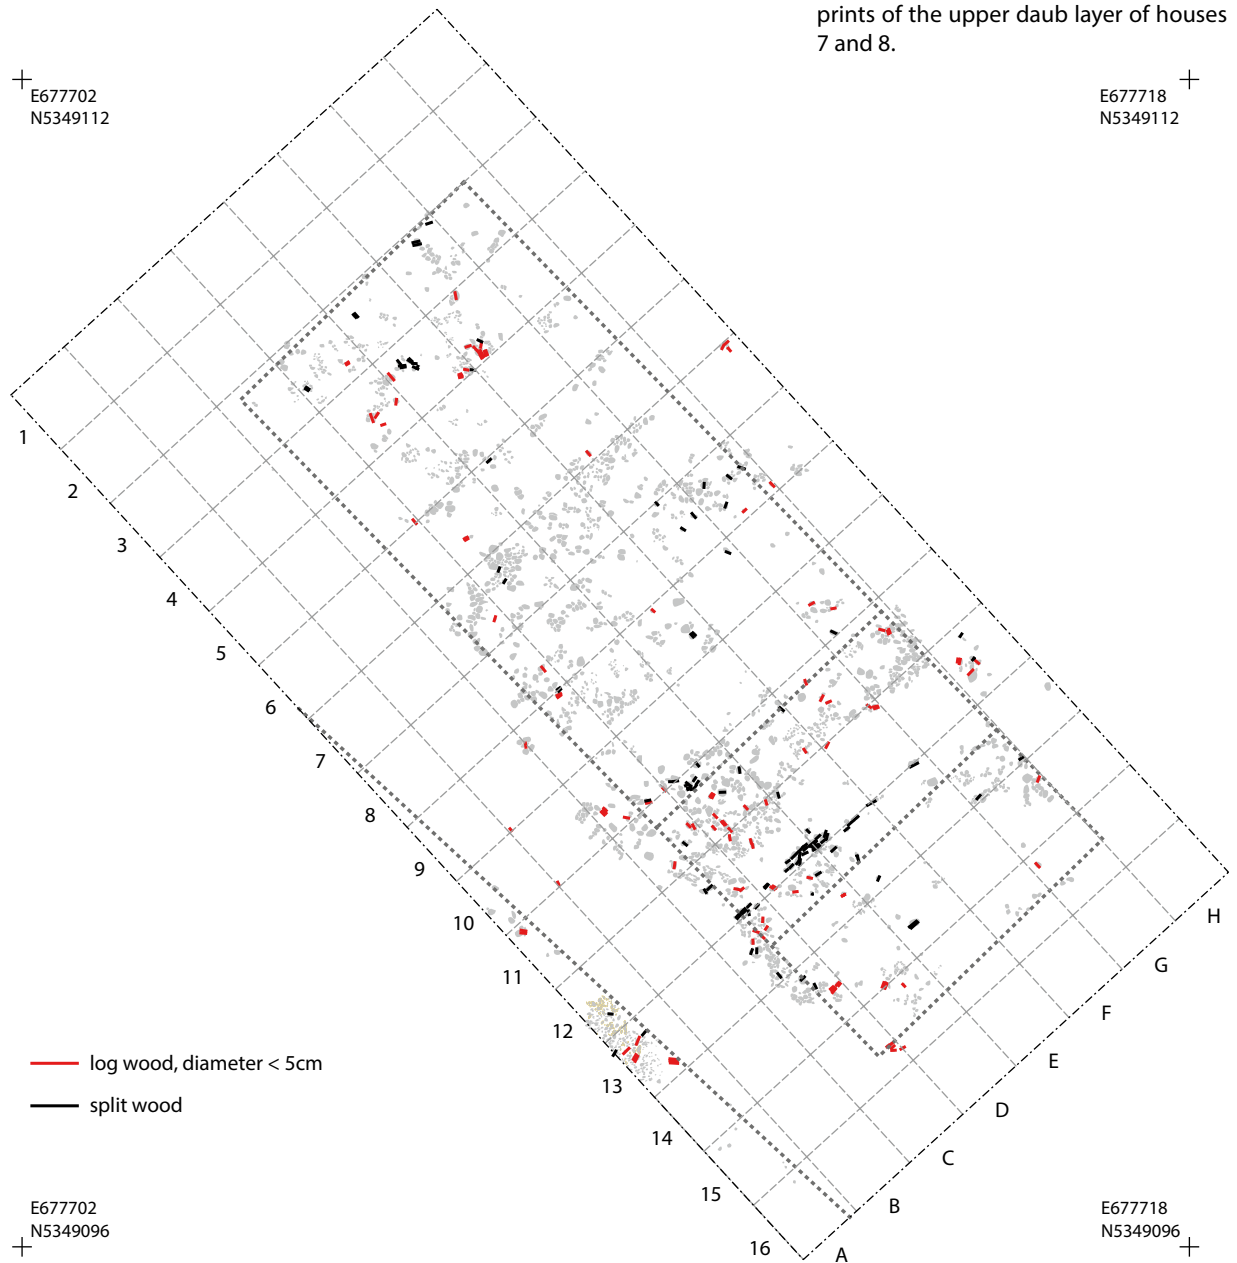 prints of the upper daub layer of houses
7 and 8.
E677702
N5349112
E677718
N5349112
1
2
3
4
5
6
7
8
9
10
11
12
13
14
15
16
H
G
F
E
D
C
B
A
log wood, diameter < 5cm
split wood
E677702
N5349096
E677718
N5349096